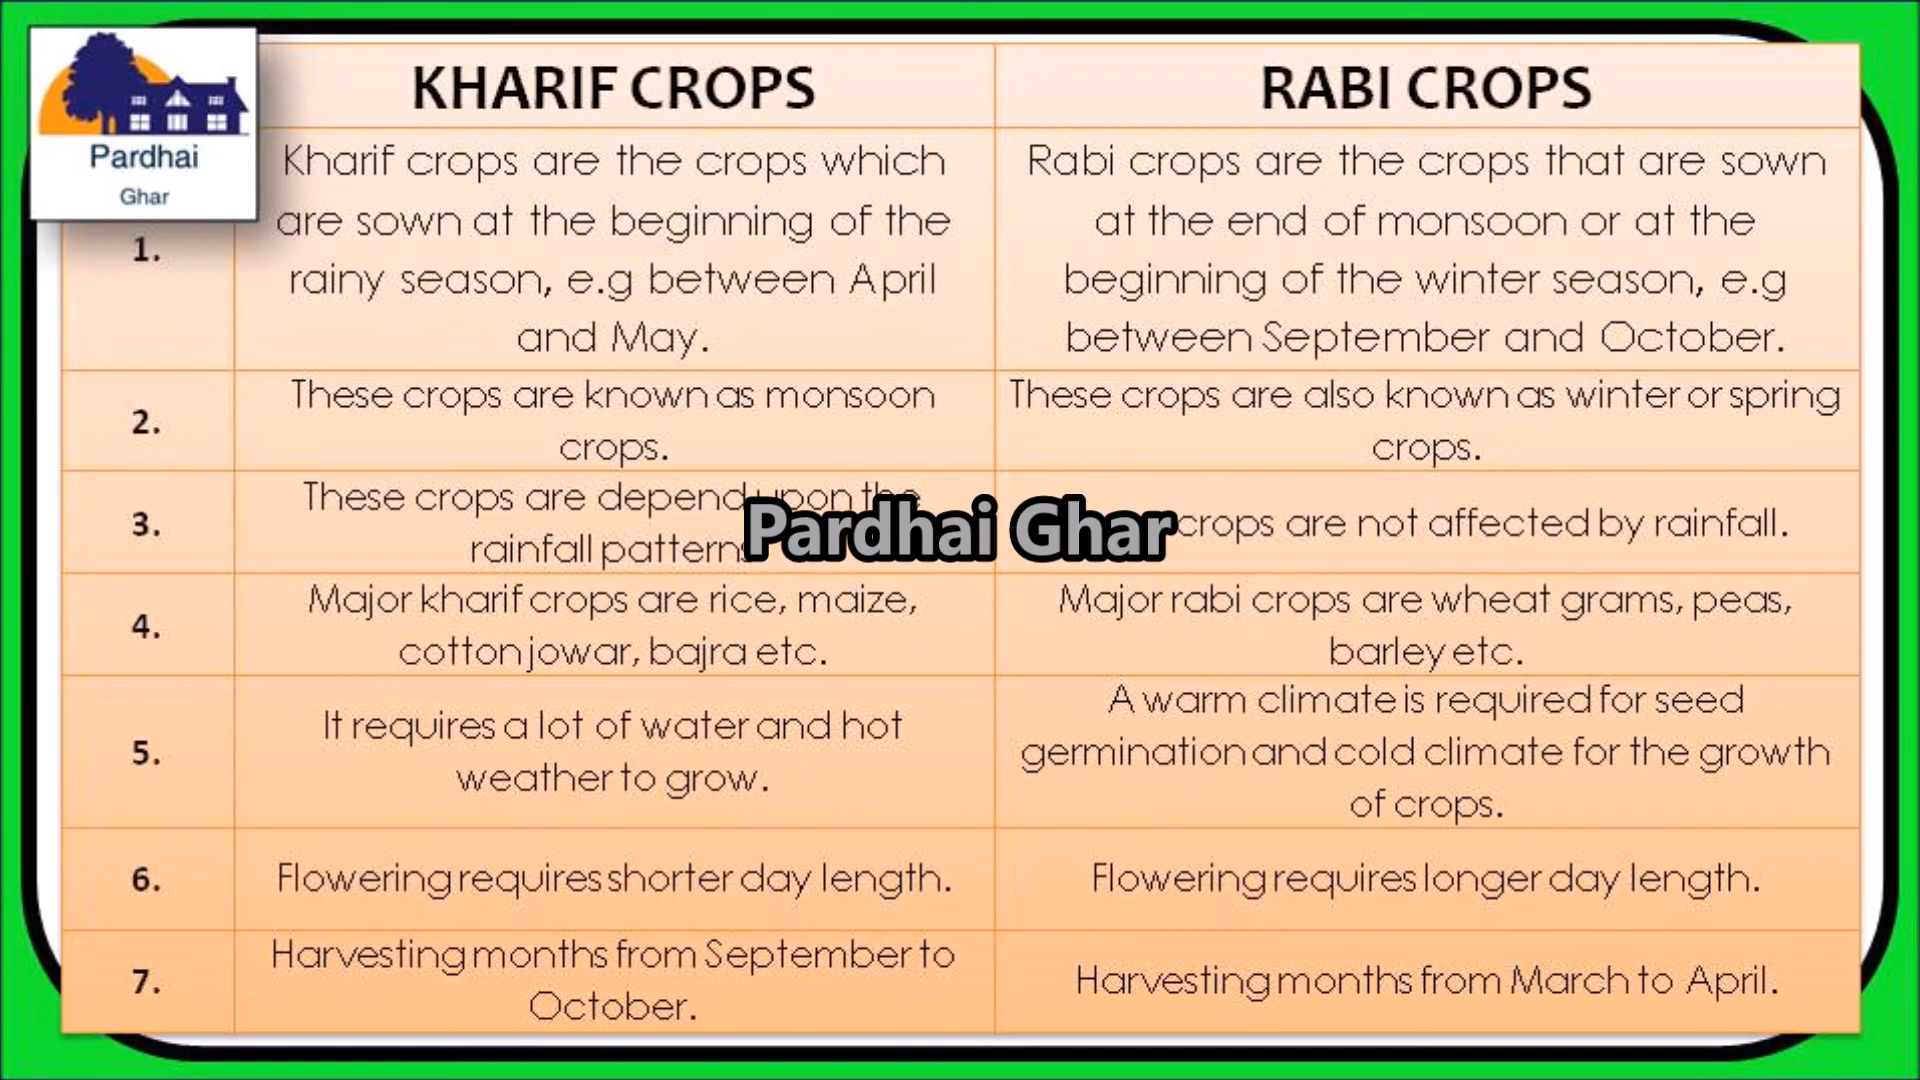 Pardhai
Ghar
KHARIF CROPS
RABI CROPS
1.
Kharif crops are the crops which
are sown at the beginning of the
rainy season, e.g between April
and May.
Rabi crops are the crops that are sown
at the end of monsoon or at the
beginning of the winter season, e.g
between September and October.
2.
These crops are known as monsoon
crops.
These crops are also known as winter or spring
crops.
3.
These crops are depend upon the
rainfall patterns
crops are not affected by rainfall.
Pardhai Ghar
4.
Major kharif crops are rice, maize,
cotton jowar, bajra etc.
Major rabi crops are wheat grams, peas,
barley etc.
5.
It requires a lot of water and hot
weather to grow.
A warm climate is required for seed
germination and cold climate for the growth
of crops.
6.
Flowering requires shorter day length.
Flowering requires longer day length.
7.
Harvesting months from September to
October.
Harvesting months from March to April.